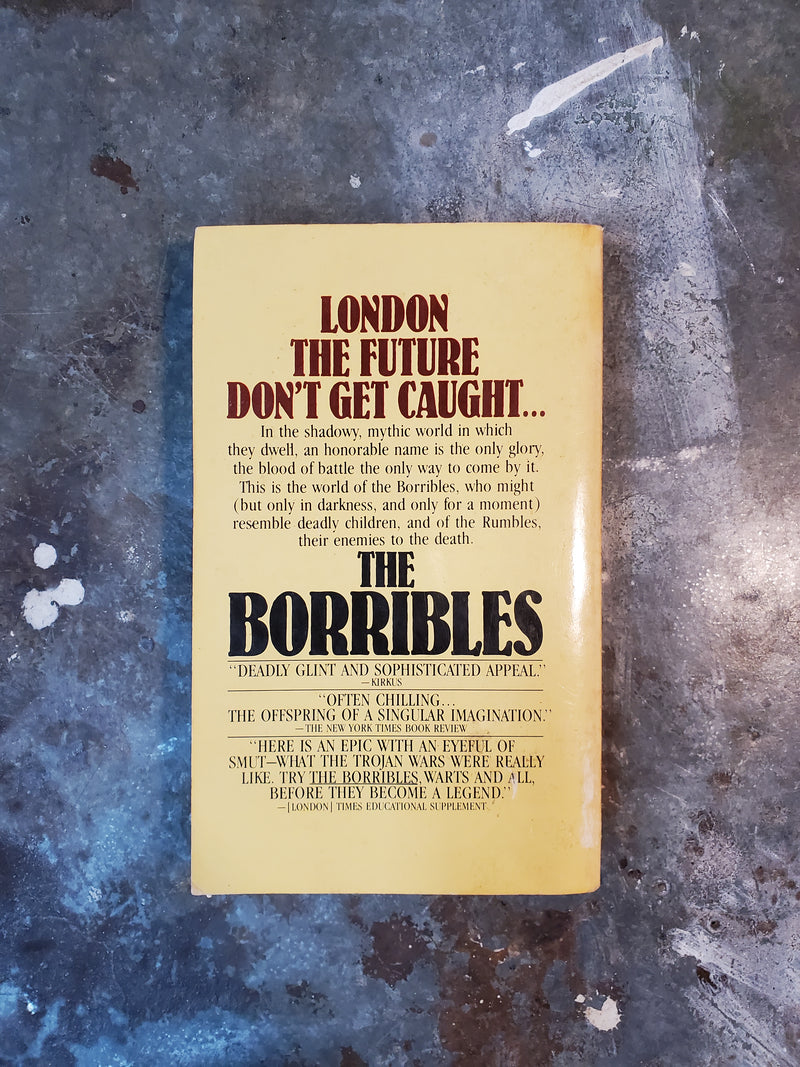 LONDON
THE FUTURE
DON'T GET CAUGHT...
In the shadowy, mythic world in which
they dwell, an honorable name is the only glory,
the blood of battle the only way to come by it.
This is the world of the Borribles, who might
(but only in darkness, and only for a moment)
resemble deadly children, and of the Rumbles,
their enemies to the death.
THE
BORRIBLES
"DEADLY GLINT AND SOPHISTICATED APPEAL."
—KIRKUS
"OFTEN CHILLING...
THE OFFSPRING OF A SINGULAR IMAGINATION."
—THE NEW YORK TIMES BOOK REVIEW
"HERE IS AN EPIC WITH AN EYEFUL OF
SMUT—WHAT THE TROJAN WARS WERE REALLY
LIKE. TRY THE BORRIBLES, WARTS AND ALL,
BEFORE THEY BECOME A LEGEND."
—[LONDON] TIMES EDUCATIONAL SUPPLEMENT